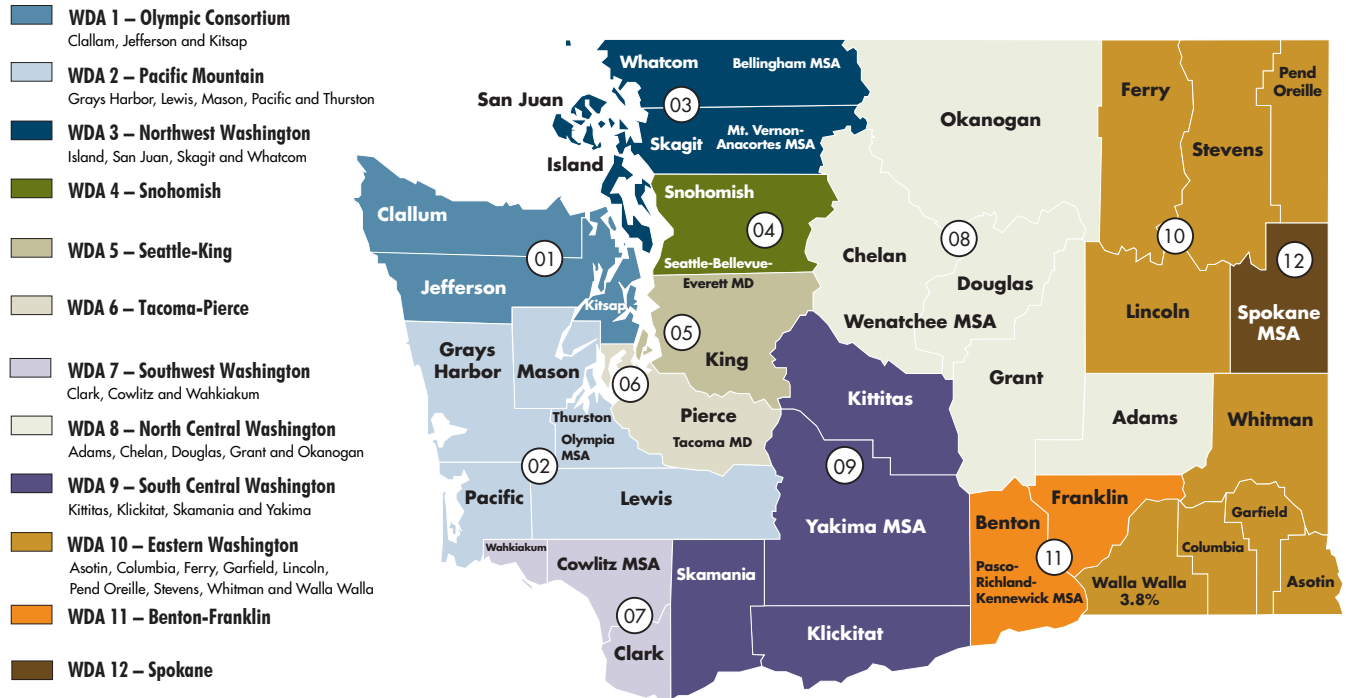 WDA 1 – Olympic Consortium
Clallam, Jefferson and Kitsap
WDA 2 – Pacific Mountain
Grays Harbor, Lewis, Mason, Pacific and Thurston
WDA 3 – Northwest Washington
Island, San Juan, Skagit and Whatcom
WDA 4 – Snohomish
WDA 5 – Seattle-King
WDA 6 – Tacoma-Pierce
WDA 7 – Southwest Washington
Clark, Cowlitz and Wahkiakum
WDA 8 – North Central Washington
Adams, Chelan, Douglas, Grant and Okanogan
WDA 9 – South Central Washington
Kittitas, Klickitat, Skamania and Yakima
WDA 10 – Eastern Washington
Asotin, Columbia, Ferry, Garfield, Lincoln,
Pend Oreille, Stevens, Whitman and Walla Walla
WDA 11 – Benton-Franklin
WDA 12 – Spokane
Whatcom
Bellingham MSA
San Juan
03
Skagit
Mt. Vernon-
Anacortes MSA
Island
Snohomish
04
Seattle-Bellevue-
Everett MD
Clallum
01
Jefferson
Kitsap
05
King
Grays
Harbor
Mason
06
Pierce
Tacoma MD
Thurston
Olympia
MSA
02
Pacific
Lewis
Wahkiakum
Cowlitz MSA
07
Clark
Skamania
Okanogan
Chelan
08
Douglas
Wenatchee MSA
Grant
Adams
Kittitas
09
Yakima MSA
Klickitat
Ferry
Stevens
Pend
Oreille
10
12
Lincoln
Spokane
MSA
Whitman
Franklin
Benton
11
Pasco-
Richland-
Kennewick MSA
Walla Walla
3.8%
Columbia
Garfield
Asotin